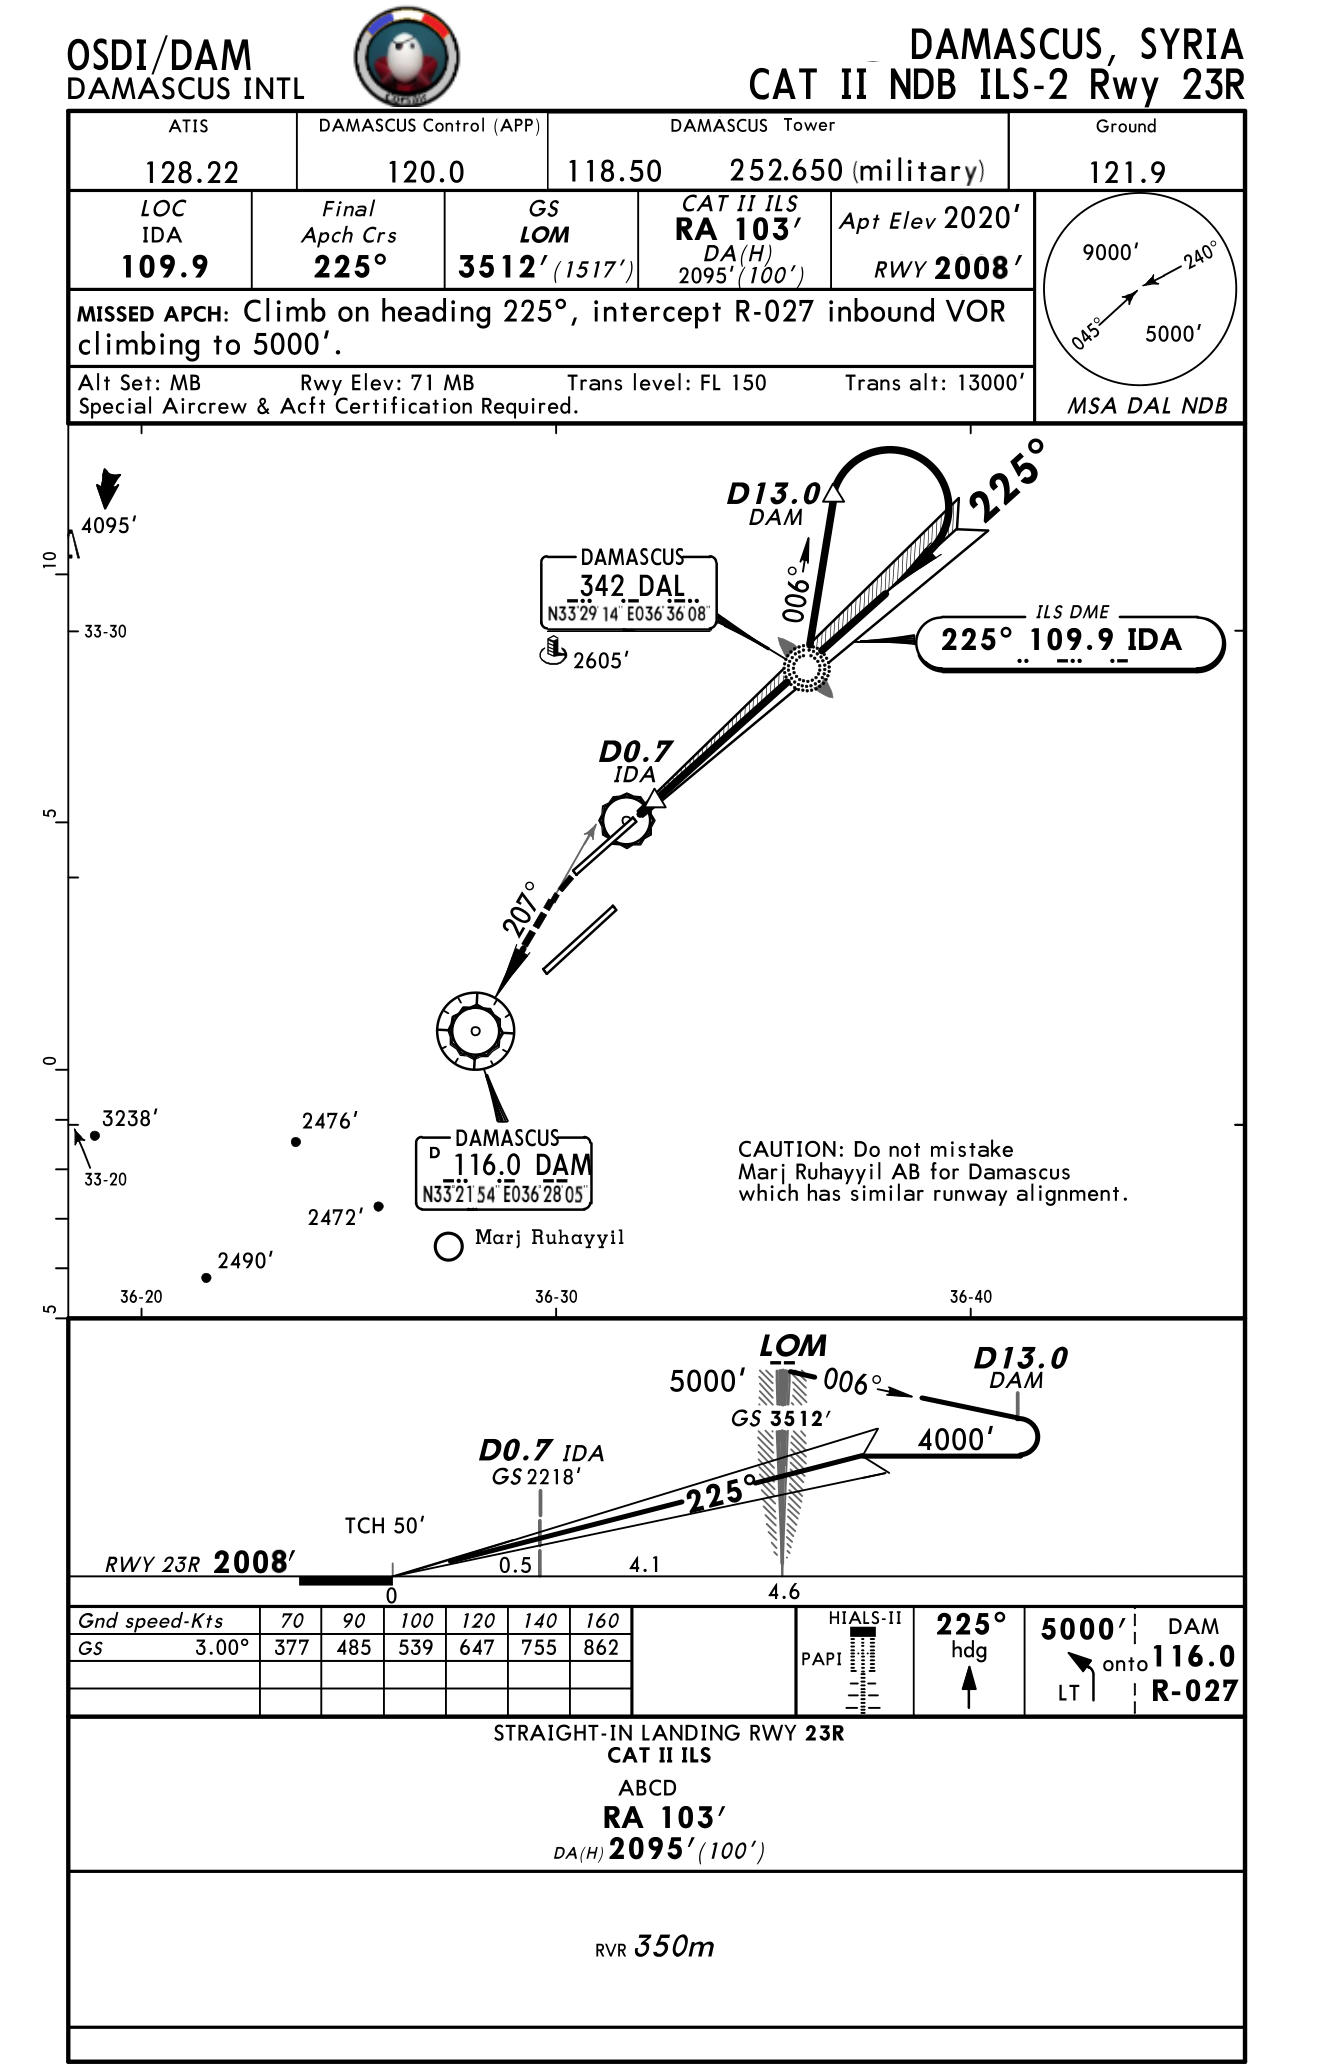 OSDI/DAM
DAMASCUS INTL
DAMASCUS, SYRIA
CAT II NDB ILS-2 Rwy 23R
ATIS
128.22
DAMASCUS Control (APP)
120.0
DAMASCUS Tower
118.50 252.650 (military)
Ground
121.9
LOC
IDA
109.9
Final
Apch Crs
225°
GS
LOM
3512' (1517')
CAT II ILS
RA 103'
DA(H)
2095' (100')
Apt Elev 2020'
RWY 2008'
MISSED APCH: Climb on heading 225°, intercept R-027 inbound VOR
climbing to 5000'.
Alt Set: MB Rwy Elev: 71 MB Trans level: FL 150 Trans alt: 13000'
Special Aircrew & Acft Certification Required.
9000'
240°
045°
5000'
MSA DAL NDB
225°
D13.0
DAM
4095'
006°
10
DAMASCUS
342 DAL
N33°29'14" E036°36'08"
33-30
ILS DME
225° 109.9 IDA
2605'
D0.7
IDA
5
207°
0
3238'
2476'
33-20
DAMASCUS
D
116.0 DAM
N33°21'54" E036°28'05"
CAUTION: Do not mistake
Marj Ruhayyil AB for Damascus
which has similar runway alignment.
2472'
Marj Ruhayyil
2490'
5
36-20
36-30
36-40
LOM
D13.0
DAM
5000'
006°
GS 3512'
4000'
D0.7 IDA
GS 2218'
225°
TCH 50'
RWY 23R 2008'
0.5
4.1
0
4.6
Gnd speed-Kts 70 90 100 120 140 160
GS 3.00° 377 485 539 647 755 862
HIALS-II
PAPI
225°
hdg
5000'
LT
onto
DAM
116.0
R-027
STRAIGHT-IN LANDING RWY 23R
CAT II ILS
ABCD
RA 103'
DA(H) 2095' (100')
RVR 350m